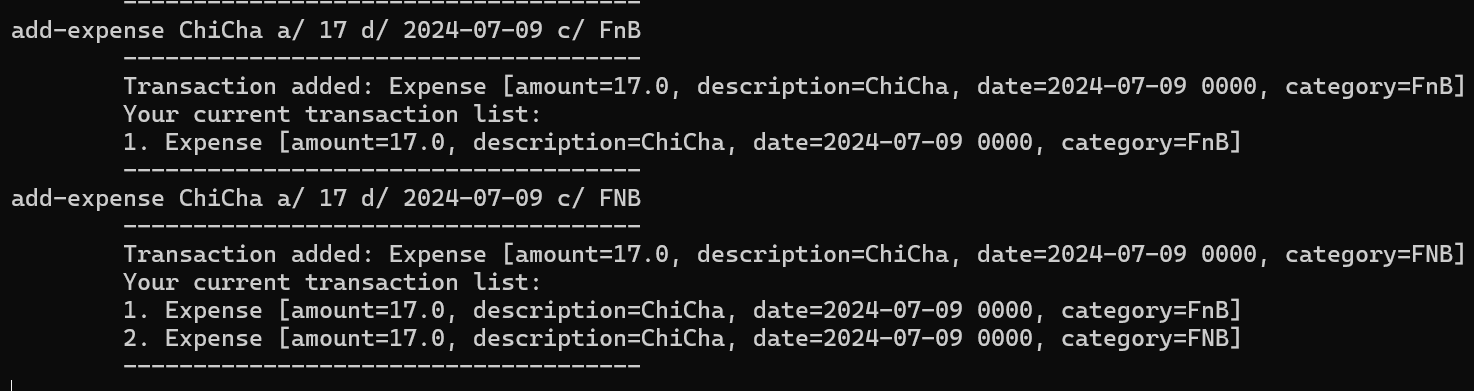 --------------------------------------
add-expense ChiCha a/ 17 d/ 2024-07-09 c/ FnB
--------------------------------------
Transaction added: Expense [amount=17.0, description=ChiCha, date=2024-07-09 0000, category=FnB]
Your current transaction list:
1. Expense [amount=17.0, description=ChiCha, date=2024-07-09 0000, category=FnB]
--------------------------------------
add-expense ChiCha a/ 17 d/ 2024-07-09 c/ FNB
--------------------------------------
Transaction added: Expense [amount=17.0, description=ChiCha, date=2024-07-09 0000, category=FNB]
Your current transaction list:
1. Expense [amount=17.0, description=ChiCha, date=2024-07-09 0000, category=FnB]
2. Expense [amount=17.0, description=ChiCha, date=2024-07-09 0000, category=FNB]
--------------------------------------